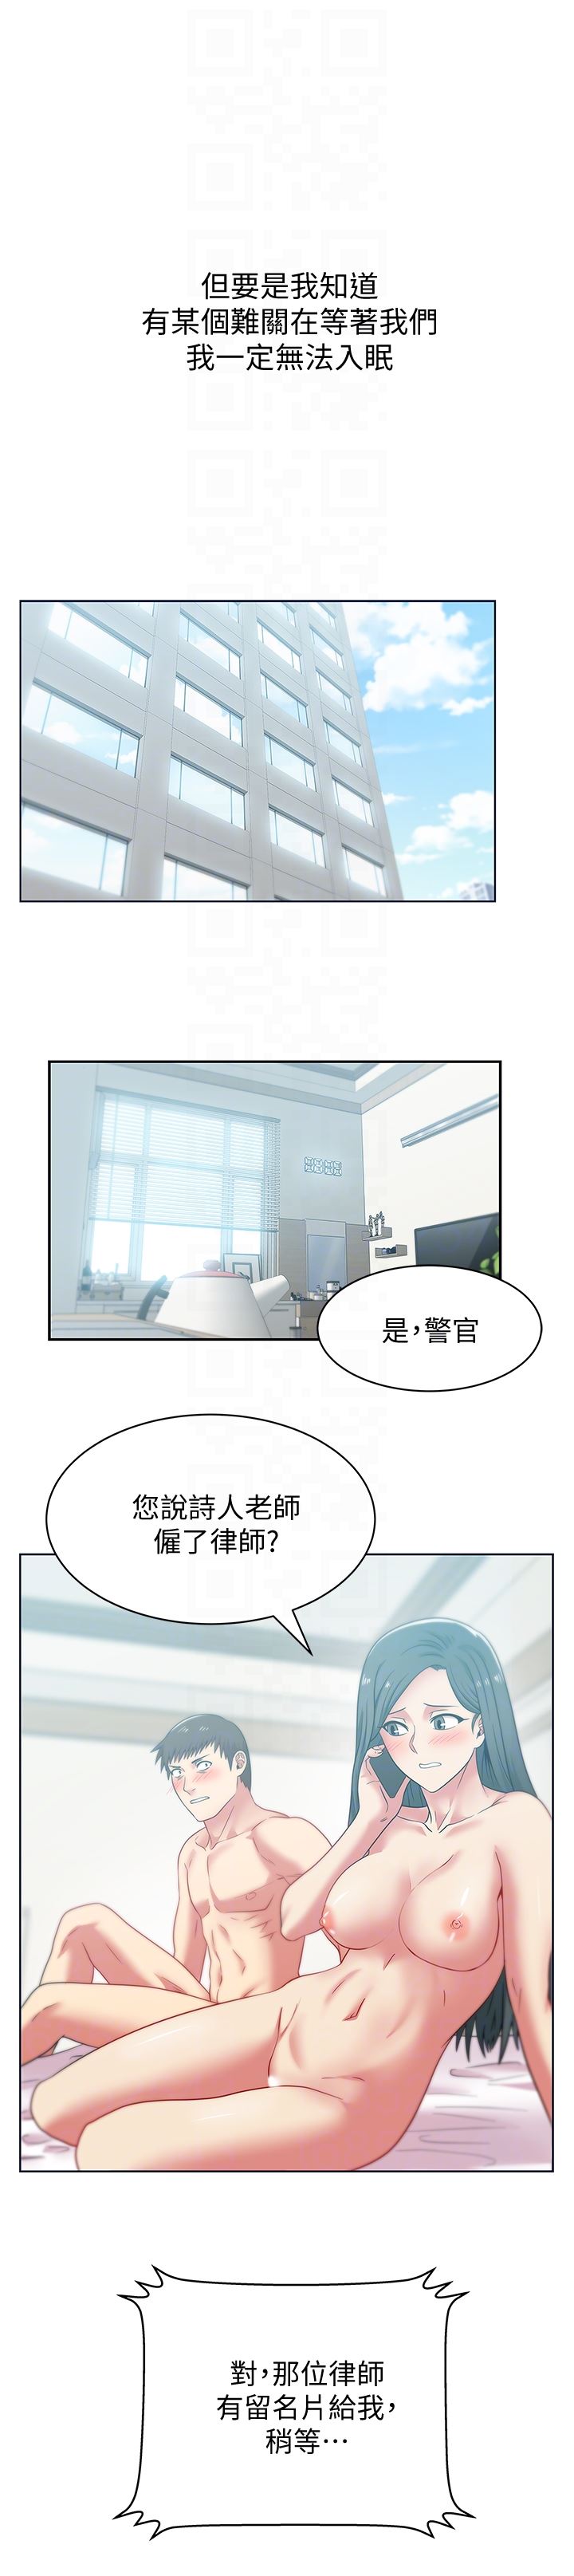 但要是我知道
有某個難關在等著我們
我一定無法入眠
是，警官
您說詩人老師
僱了律師?
對，那位律師
有留名片給我，
稍等…